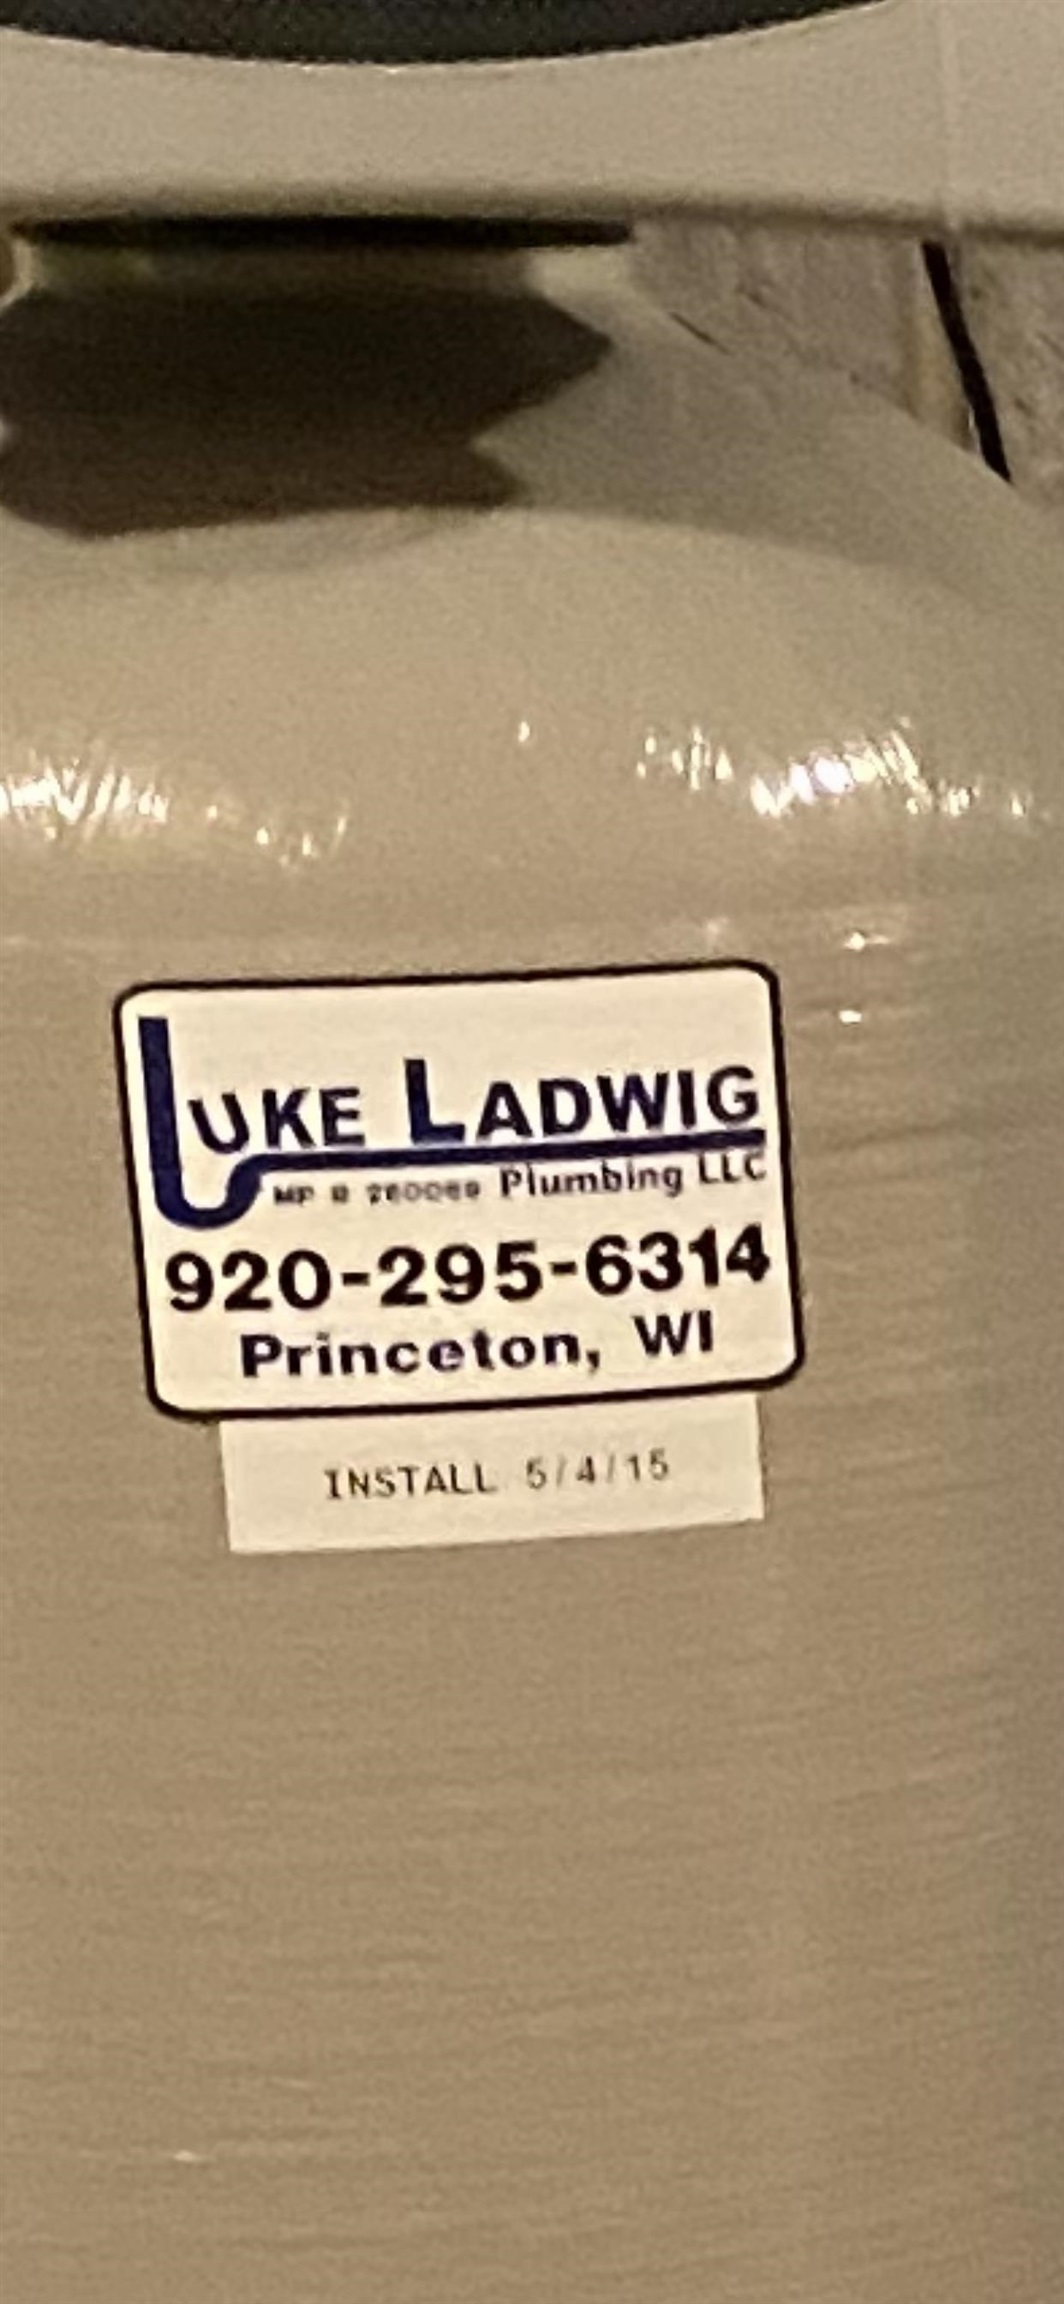 LUKE LADWIG
Plumbing LLC
920-295-6314
Princeton, WI
INSTALL 5/4/15